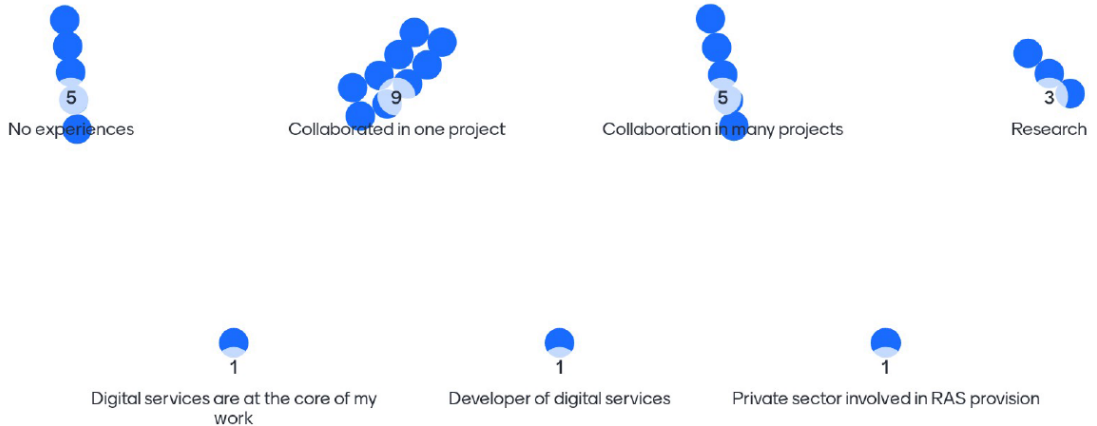 5
9
5
3
No experiences
Collaborated in one project
Collaboration in many projects
Research
1
1
1
Digital services are at the core of my
work
Developer of digital services
Private sector involved in RAS provision